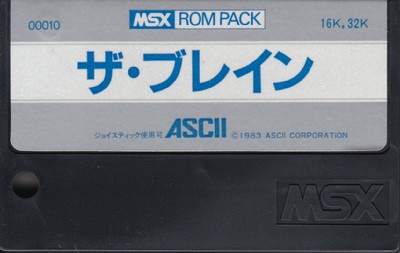 00010 MSX ROM PACK 16K,32K
ザ・ブレイン
ジョイスティック使用可 ASCII ©1983 ASCII CORPORATION
MSX